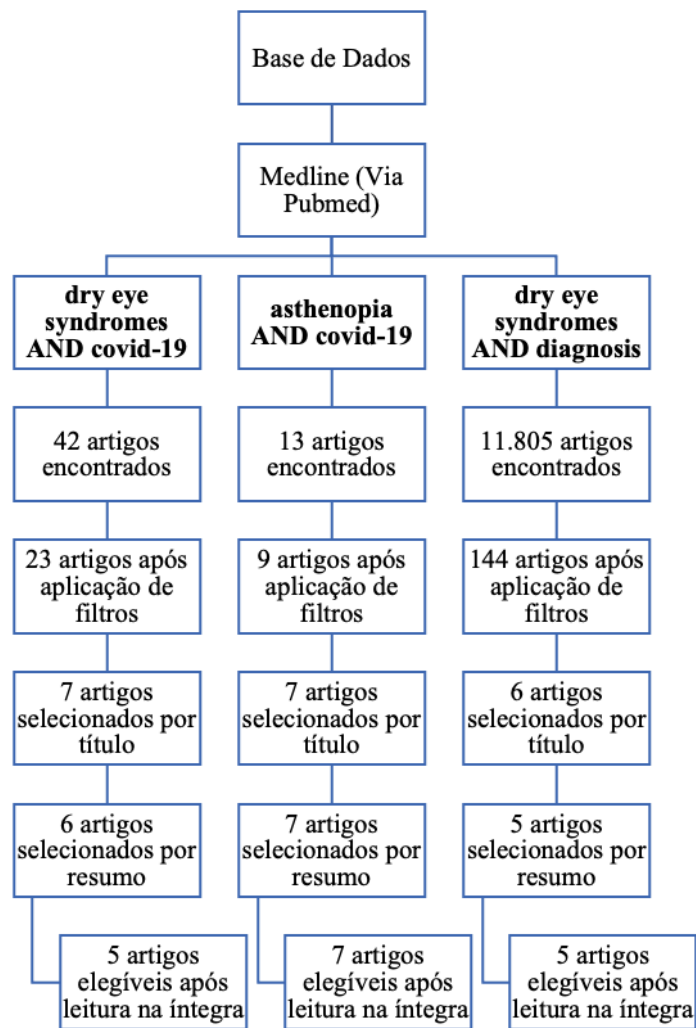 Base de Dados
Medline (Via
Pubmed)
dry eye
syndromes
AND covid-19
asthenopia
AND covid-19
dry eye
syndromes
AND diagnosis
42 artigos
encontrados
13 artigos
encontrados
11.805 artigos
encontrados
23 artigos após
aplicação de
filtros
9 artigos após
aplicação de
filtros
144 artigos após
aplicação de
filtros
7 artigos
selecionados por
título
7 artigos
selecionados por
título
6 artigos
selecionados por
título
6 artigos
selecionados por
resumo
7 artigos
selecionados por
resumo
5 artigos
selecionados por
resumo
5 artigos
elegíveis após
leitura na íntegra
7 artigos
elegíveis após
leitura na íntegra
5 artigos
elegíveis após
leitura na íntegra